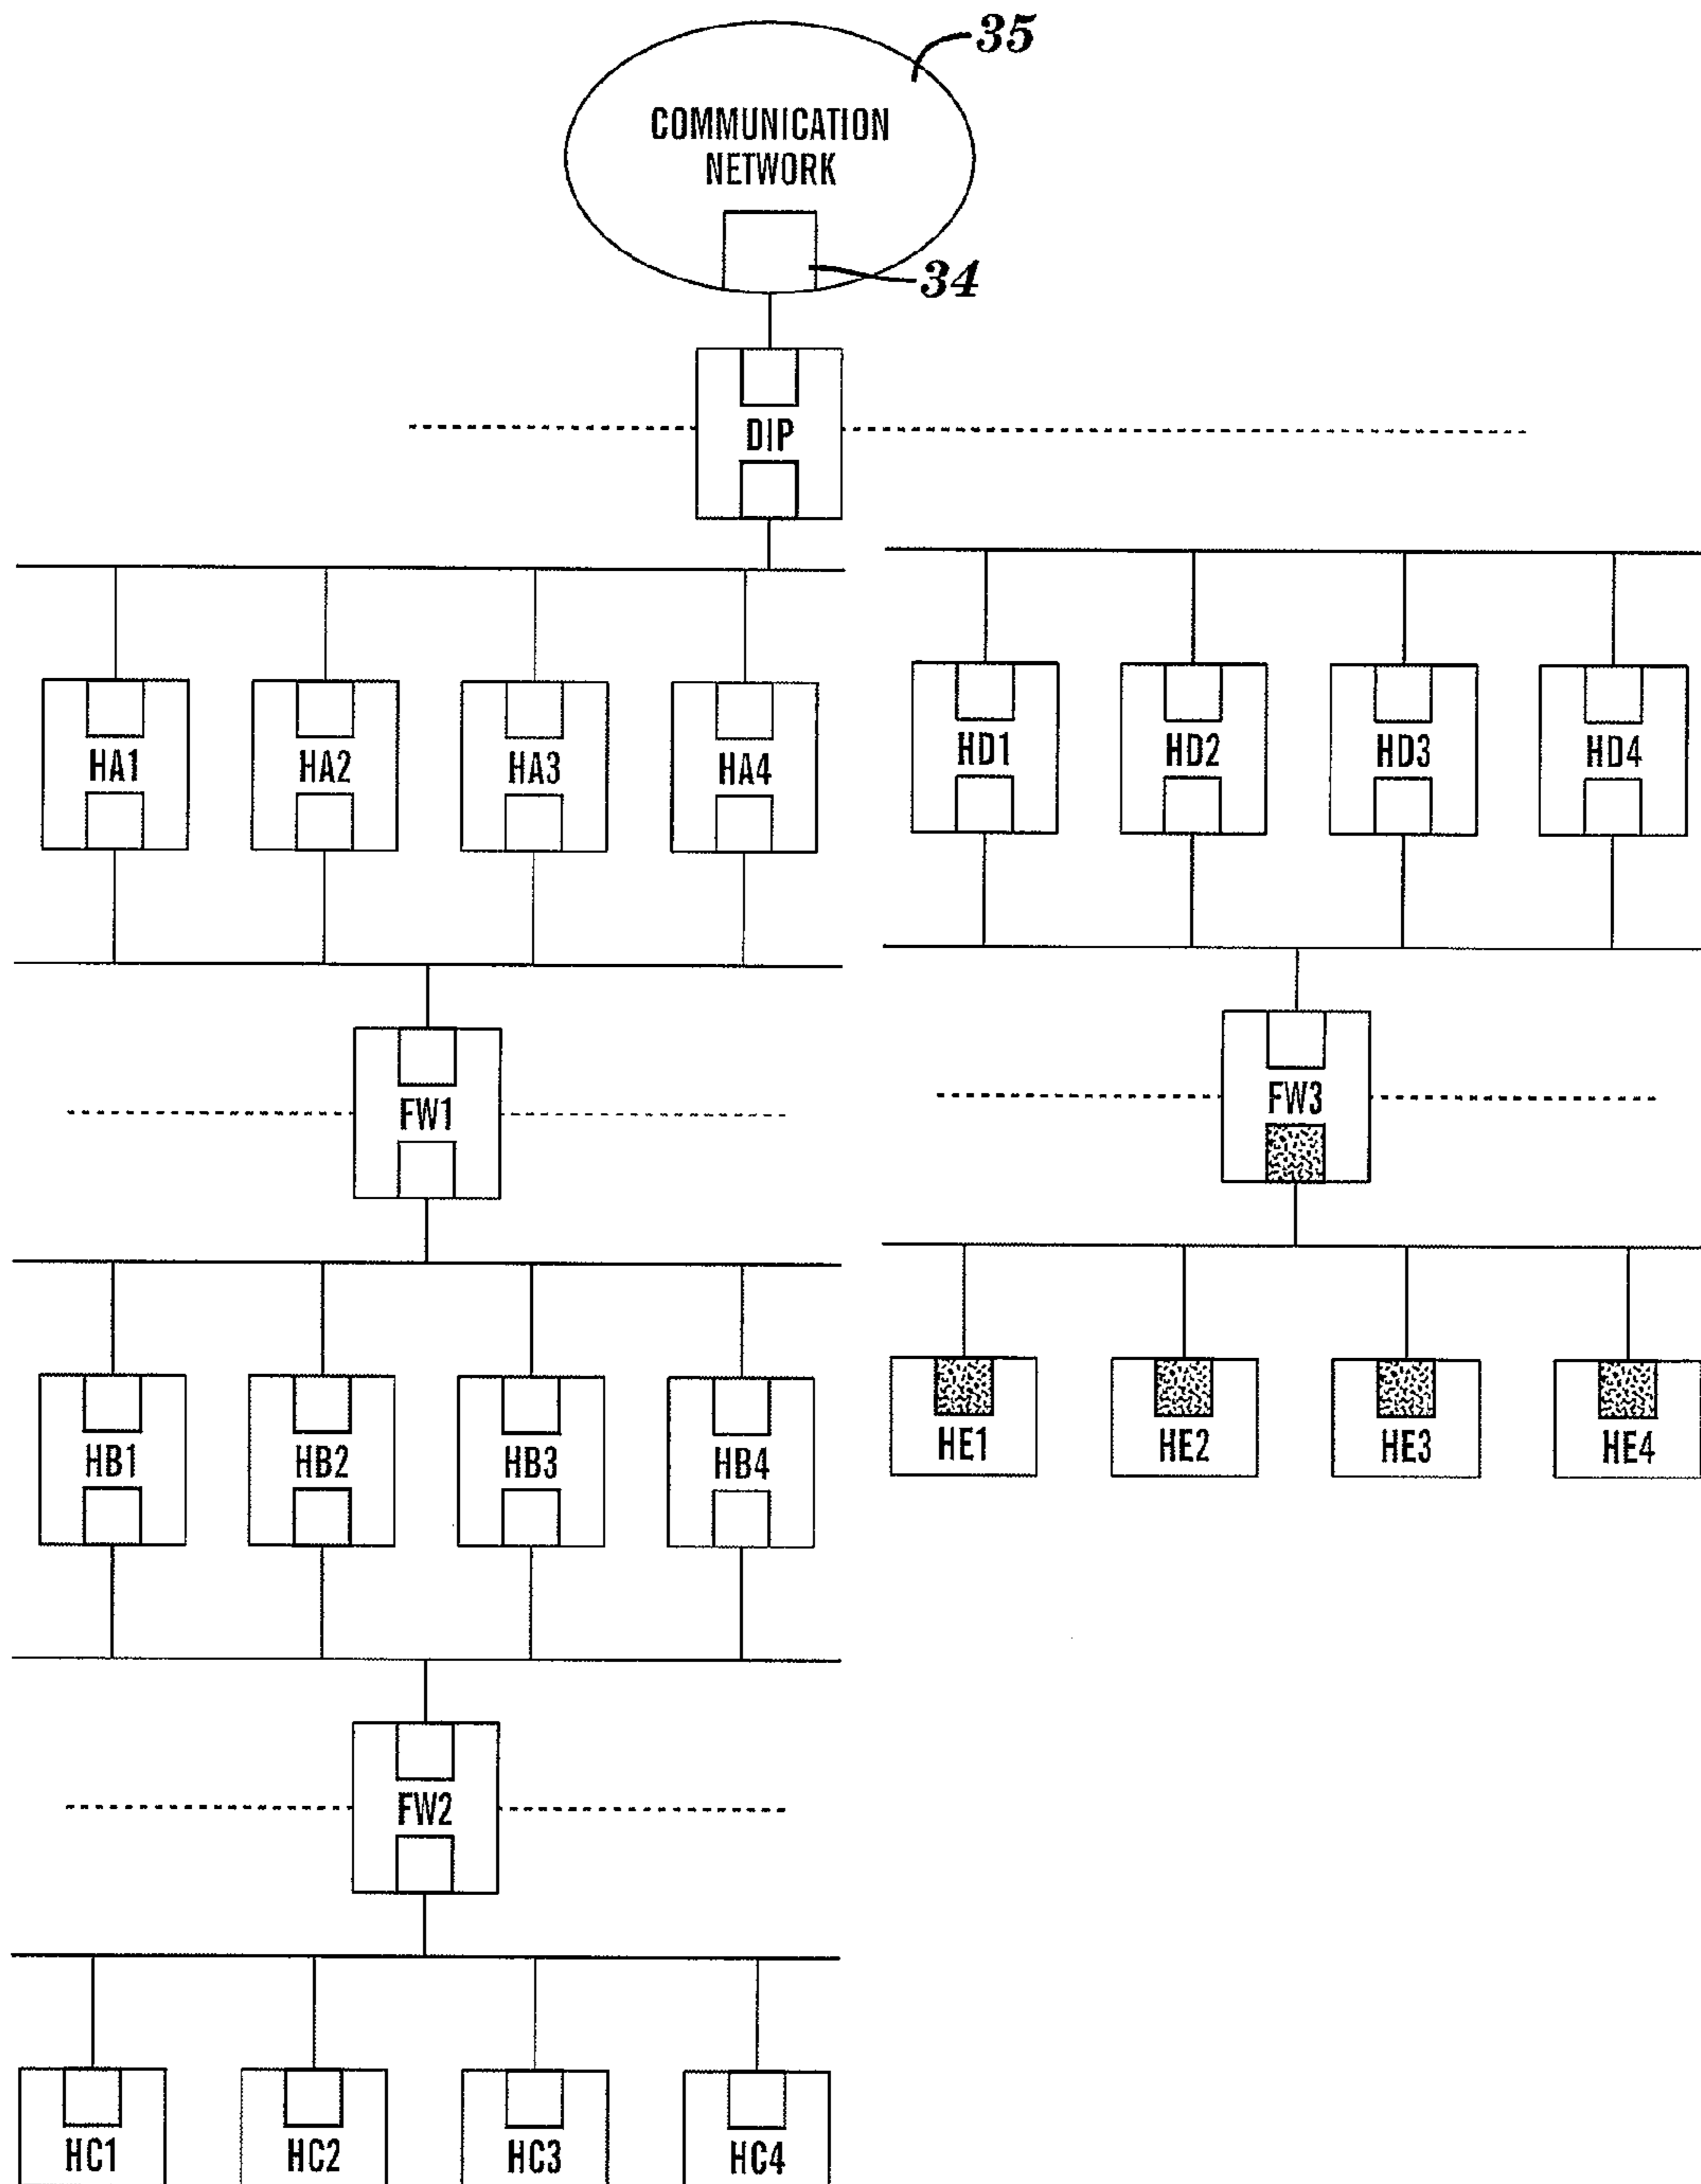 35
COMMUNICATION
NETWORK
34
DIP
HA1 HA2 HA3 HA4
HD1 HD2 HD3 HD4
FW1
FW3
HB1 HB2 HB3 HB4
HE1 HE2 HE3 HE4
FW2
HC1 HC2 HC3 HC4